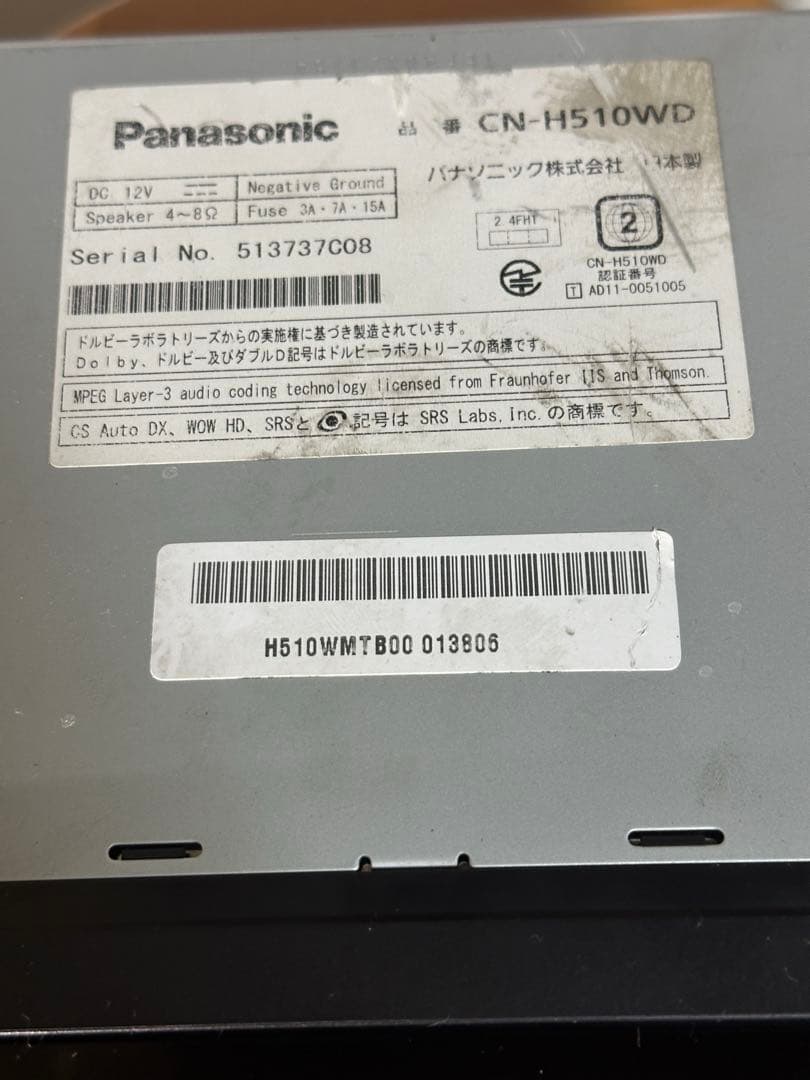 Panasonic 品番 CN-H510WD
パナソニック株式会社 日本製
DC 12V Negative Ground
Speaker 4~8Ω Fuse 3A・7A・15A
Serial No. 513737C08
2.4FH1
2
CN-H510WD
認証番号
T AD11-0051005
ドルビーラボラトリーズからの実施権に基づき製造されています。
Dolby、ドルビー及びダブルD記号はドルビーラボラトリーズの商標です。
MPEG Layer-3 audio coding technology licensed from Fraunhofer IIS and Thomson.
CS Auto DX、WOW HD、SRSと 記号は SRS Labs, Inc. の商標です。
H510WMTB00 013806